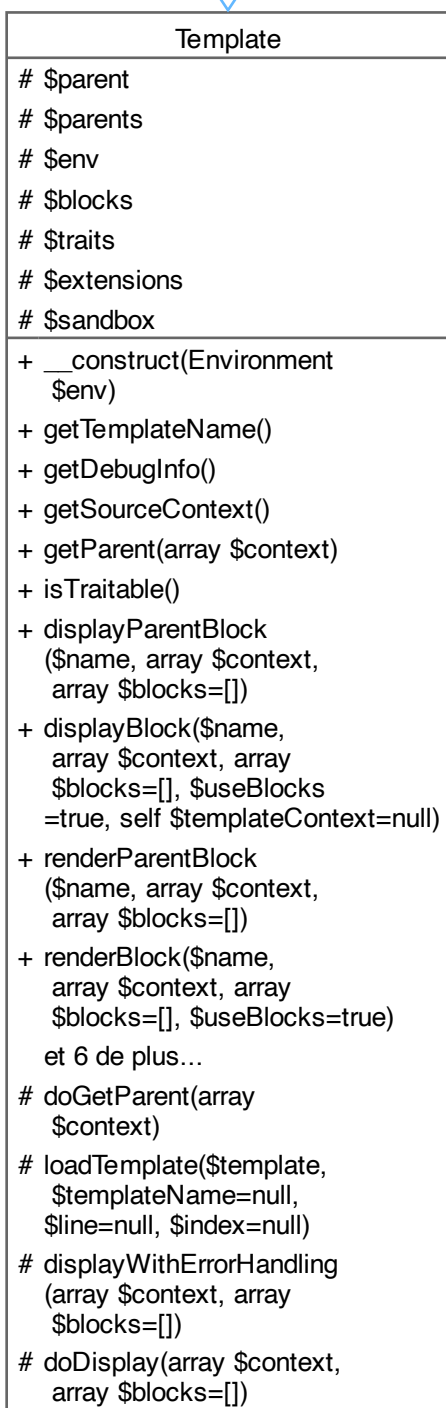 Template
# $parent
# $parents
# $env
# $blocks
# $traits
# $extensions
# $sandbox
+ __construct(Environment
$env)
+ getTemplateName()
+ getDebugInfo()
+ getSourceContext()
+ getParent(array $context)
+ isTraitable()
+ displayParentBlock
($name, array $context,
array $blocks=[])
+ displayBlock($name,
array $context, array
$blocks=[], $useBlocks
=true, self $templateContext=null)
+ renderParentBlock
($name, array $context,
array $blocks=[])
+ renderBlock($name,
array $context, array
$blocks=[], $useBlocks=true)
et 6 de plus...
# doGetParent(array
$context)
# loadTemplate($template,
$templateName=null,
$line=null, $index=null)
# displayWithErrorHandling
(array $context, array
$blocks=[])
# doDisplay(array $context,
array $blocks=[])